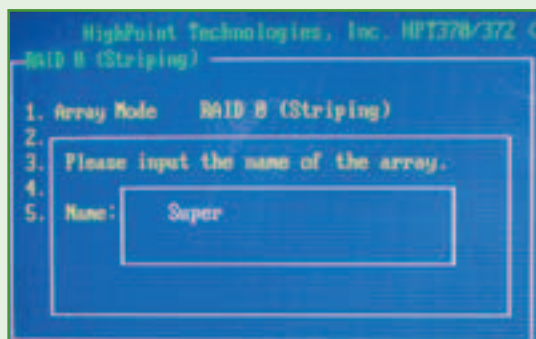 HighPoint Technologies, Inc. HPT370/372
RAID 0 (Striping)
1. Array Mode RAID 0 (Striping)
2.
3. Please input the name of the array.
4.
5. Name: Super